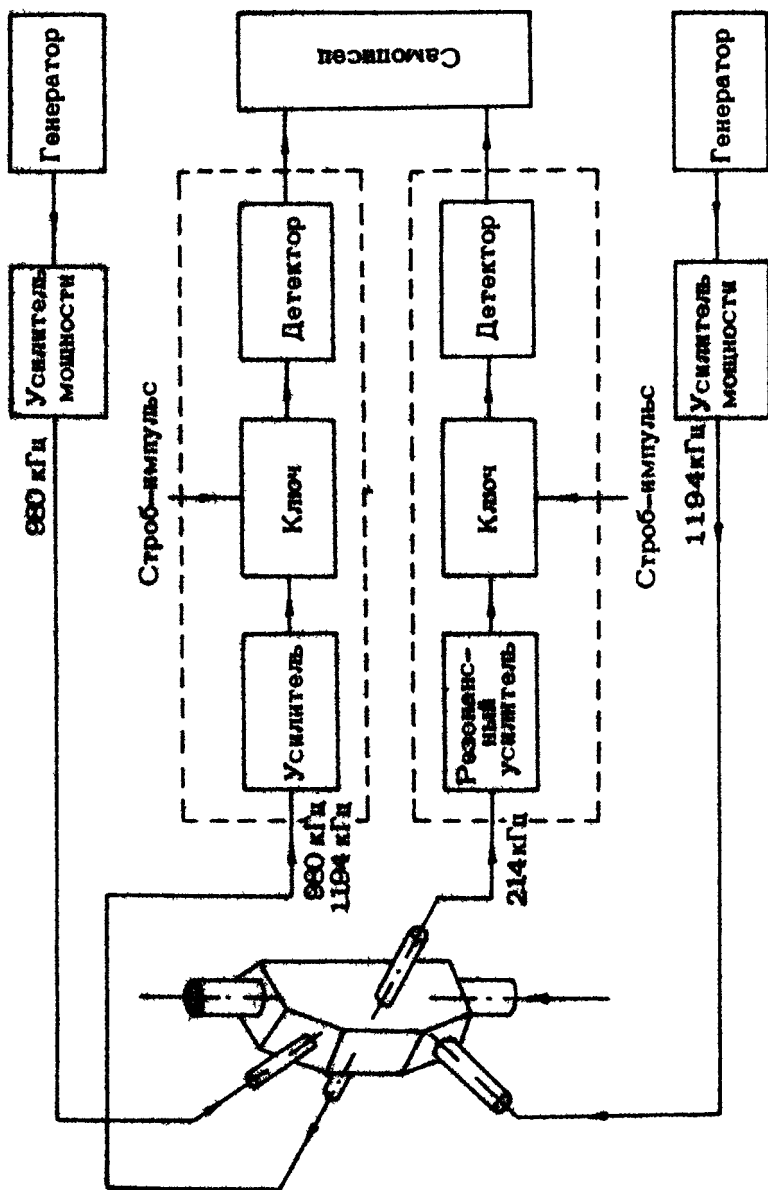 Генератор
Усилитель
мощности
980 кГц
Строб-импульс
Усилитель
Ключ
Детектор
980 кГц
1194 кГц
Самописец
Резонанс-
ный
усилитель
Ключ
Детектор
214 кГц
Строб-импульс
Генератор
Усилитель
мощности
1194 кГц